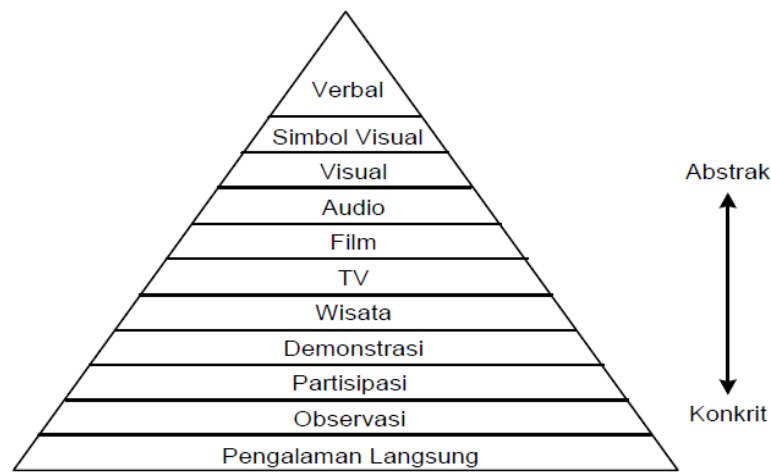 Verbal
Simbol Visual
Visual
Audio
Film
TV
Wisata
Demonstrasi
Partisipasi
Observasi
Pengalaman Langsung
Abstrak
Konkrit